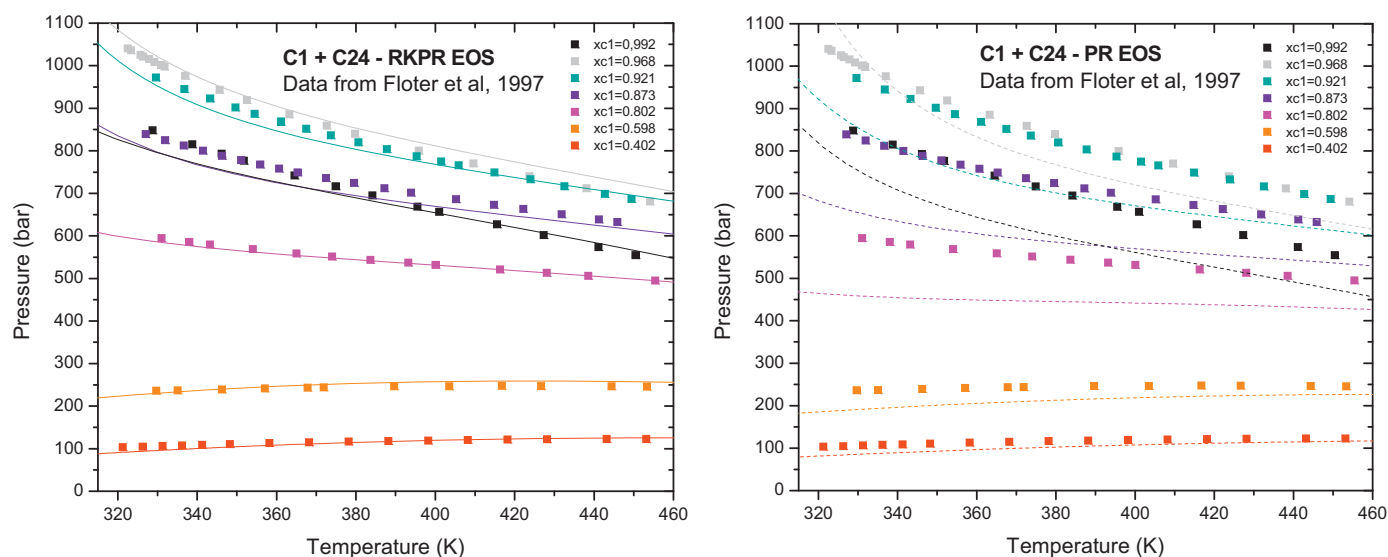 C1 + C24 - RKPR EOS
Data from Floter et al, 1997
xc1=0,992
xc1=0.968
xc1=0.921
xc1=0,873
xc1=0.802
xc1=0.598
xc1=0.402
1100
1000
900
800
700
600
500
400
300
200
100
0
Pressure (bar)
320
340
360
380
400
420
440
460
Temperature (K)
C1 + C24 - PR EOS
Data from Floter et al, 1997
xc1=0,992
xc1=0.968
xc1=0.921
xc1=0,873
xc1=0.802
xc1=0.598
xc1=0.402
1100
1000
900
800
700
600
500
400
300
200
100
0
Pressure (bar)
320
340
360
380
400
420
440
460
Temperature (K)